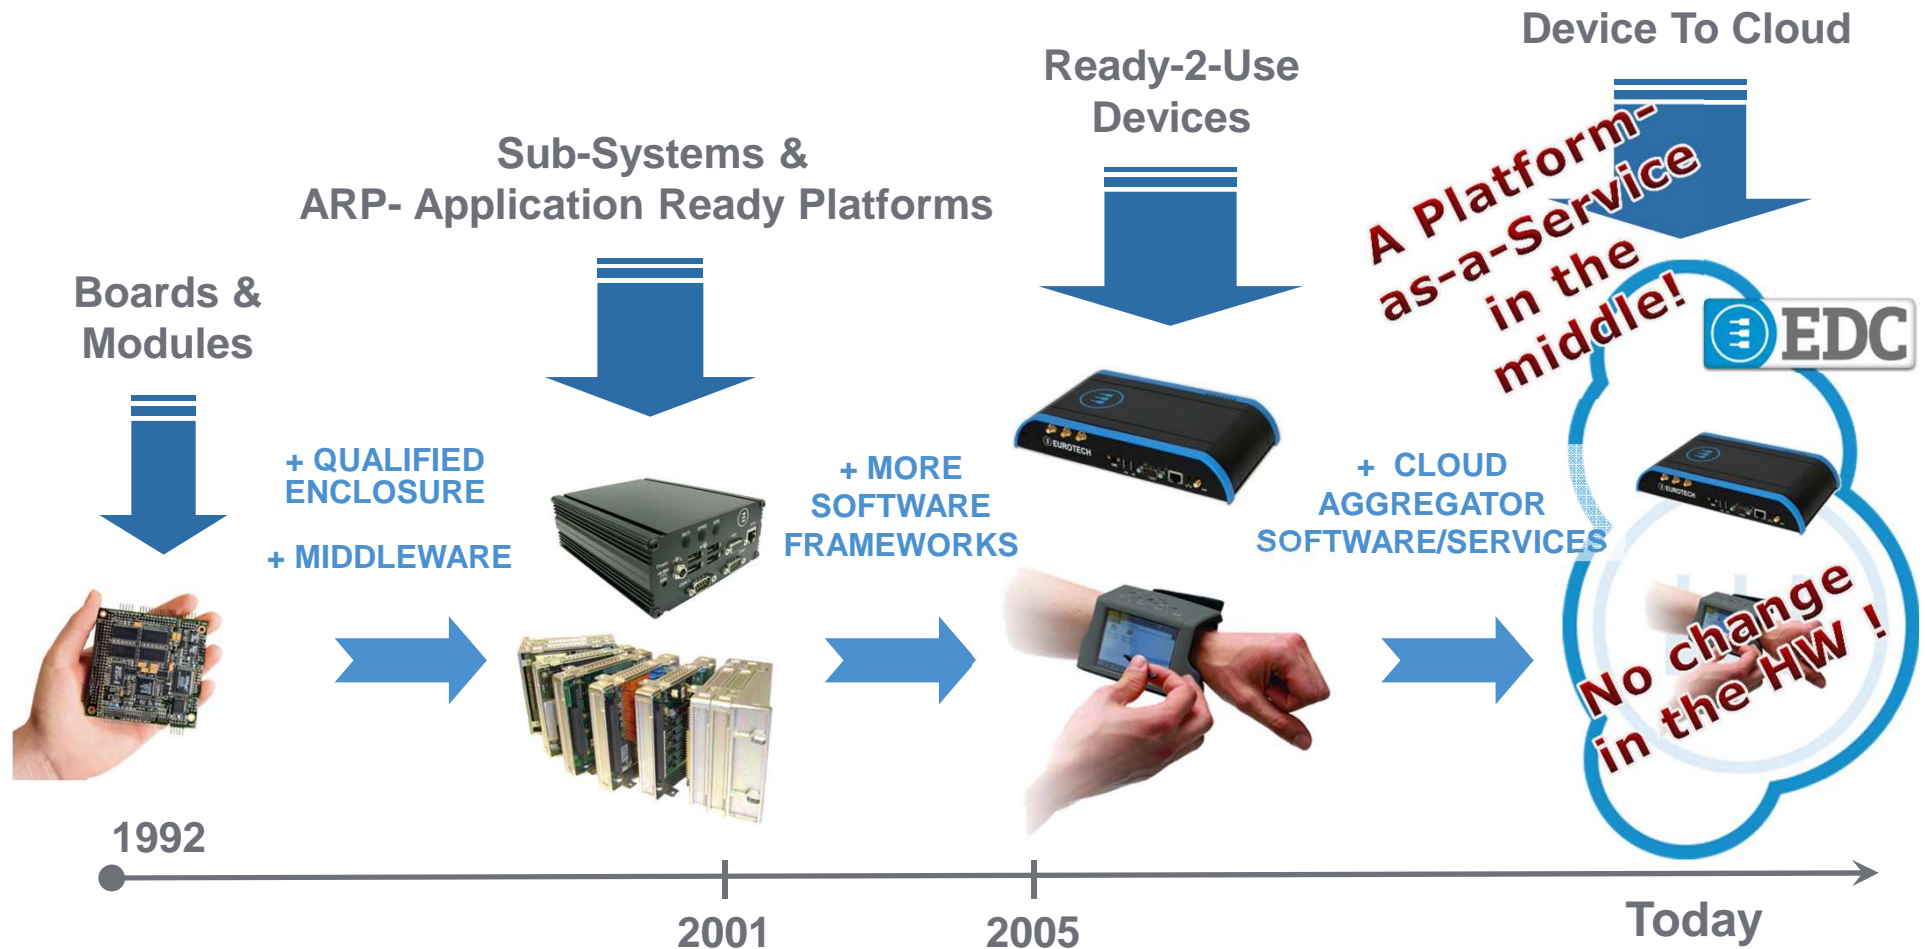 Device To Cloud
Ready-2-Use
Devices
Sub-Systems &
ARP- Application Ready Platforms
Boards &
Modules
A Platform-
as-a-Service
in the
middle!
EDC
+ QUALIFIED
ENCLOSURE
+ MIDDLEWARE
+ MORE
SOFTWARE
FRAMEWORKS
+ CLOUD
AGGREGATOR
SOFTWARE/SERVICES
EUROTECH
EUROTECH
No change
in the HW !
1992
2001
2005
Today